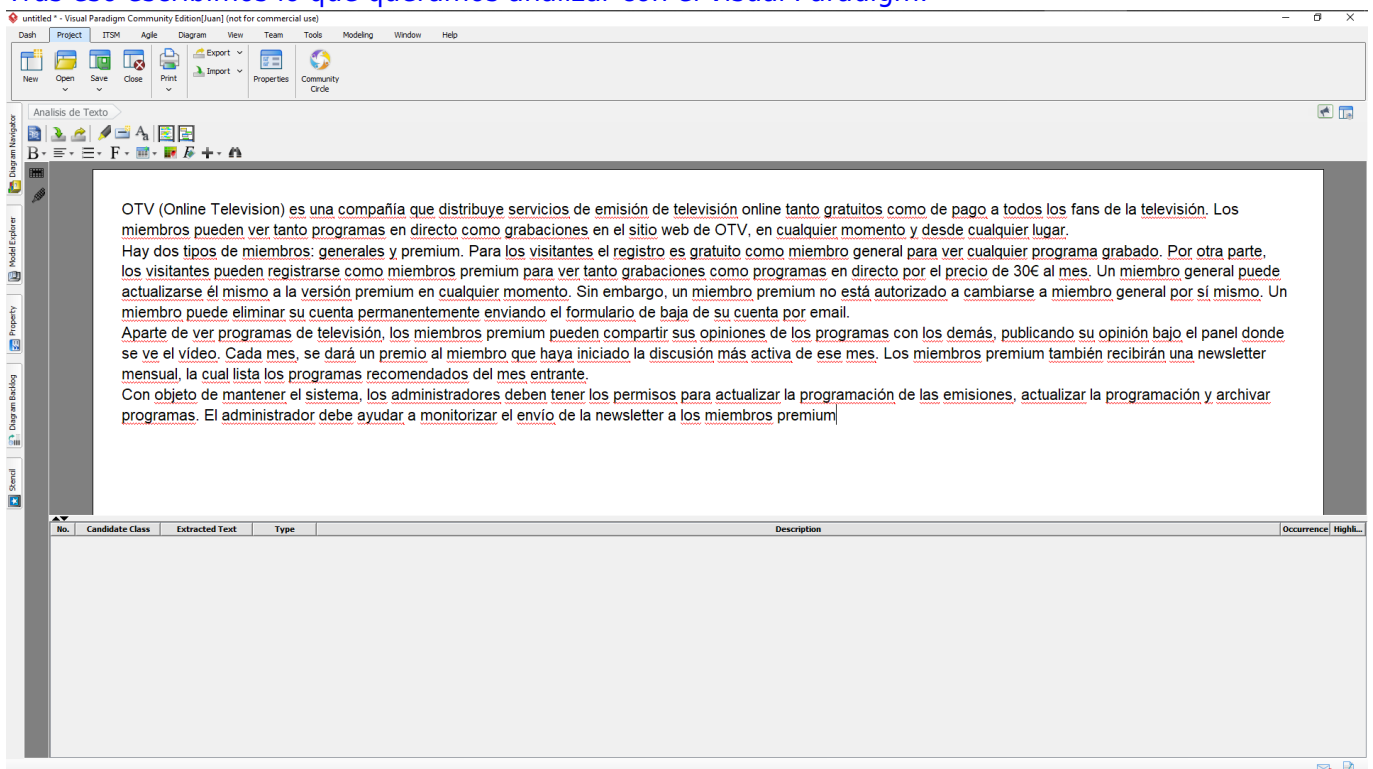 Tras eso escribimos lo que queramos analizar con el Visual Paradigm.
untitled * - Visual Paradigm Community Edition[Juan] (not for commercial use)
Dash Project ITSM Agile Diagram View Team Tools Modeling Window Help
Export
Import
New Open Save Close Print Properties Community Circle
Analisis de Texto
Diagram Navigator
Model Explorer
Property
Diagram Backlog
Stencil
OTV (Online Television) es una compañía que distribuye servicios de emisión de televisión online tanto gratuitos como de pago a todos los fans de la televisión. Los
miembros pueden ver tanto programas en directo como grabaciones en el sitio web de OTV, en cualquier momento y desde cualquier lugar.
Hay dos tipos de miembros: generales y premium. Para los visitantes el registro es gratuito como miembro general para ver cualquier programa grabado. Por otra parte,
los visitantes pueden registrarse como miembros premium para ver tanto grabaciones como programas en directo por el precio de 30€ al mes. Un miembro general puede
actualizarse él mismo a la versión premium en cualquier momento. Sin embargo, un miembro premium no está autorizado a cambiarse a miembro general por sí mismo. Un
miembro puede eliminar su cuenta permanentemente enviando el formulario de baja de su cuenta por email.
Aparte de ver programas de televisión, los miembros premium pueden compartir sus opiniones de los programas con los demás, publicando su opinión bajo el panel donde
se ve el vídeo. Cada mes, se dará un premio al miembro que haya iniciado la discusión más activa de ese mes. Los miembros premium también recibirán una newsletter
mensual, la cual lista los programas recomendados del mes entrante.
Con objeto de mantener el sistema, los administradores deben tener los permisos para actualizar la programación de las emisiones, actualizar la programación y archivar
programas. El administrador debe ayudar a monitorizar el envío de la newsletter a los miembros premium
No. Candidate Class Extracted Text Type Description Occurrence Highli...